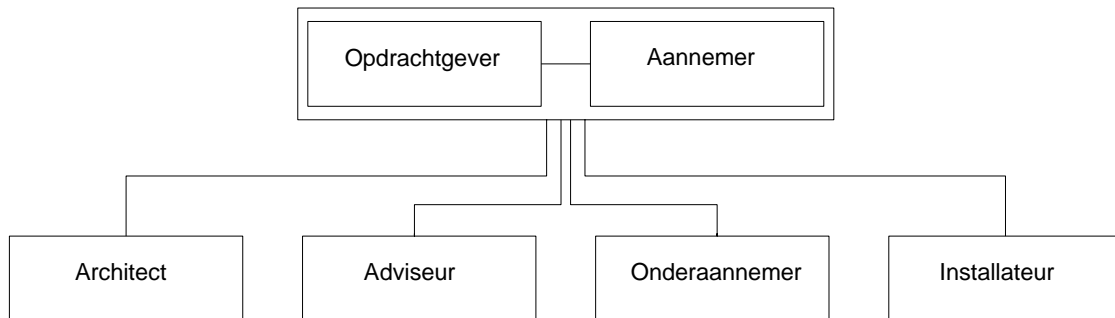 Opdrachtgever
Aannemer
Architect
Adviseur
Onderaannemer
Installateur